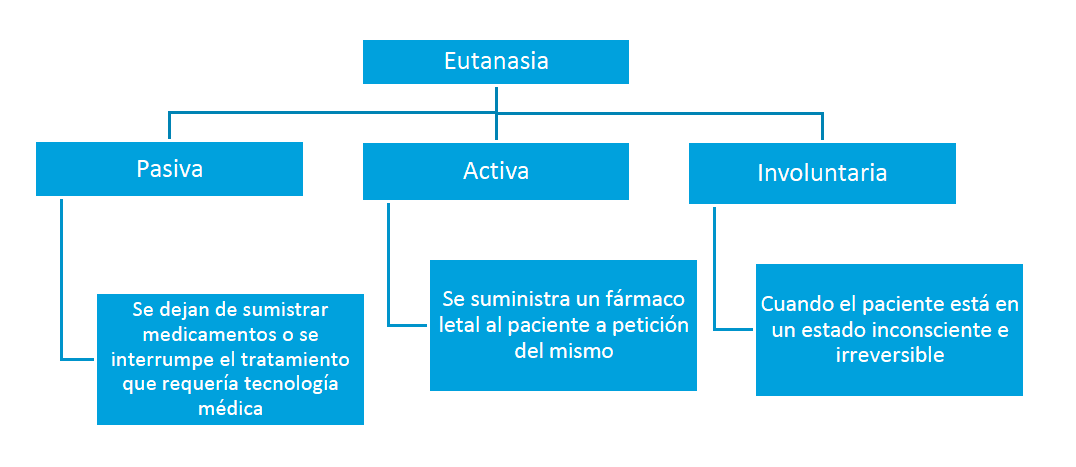 Eutanasia
Pasiva
Activa
Involuntaria
Se dejan de sumistrar
medicamentos o se
interrumpe el tratamiento
que requería tecnología
médica
Se suministra un fármaco
letal al paciente a petición
del mismo
Cuando el paciente está en
un estado inconsciente e
irreversible